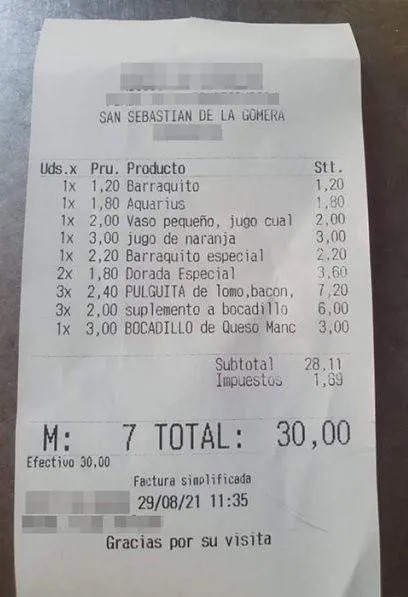 SAN SEBASTIAN DE LA GOMERA
Uds.x Pru. Producto Stt.
1x 1,20 Barraquito 1,20
1x 1,80 Aquarius 1,80
1x 2,00 Vaso pequeño, jugo cual 2,00
1x 3,00 jugo de naranja 3,00
1x 2,20 Barraquito especial 2,20
2x 1,80 Dorada Especial 3,60
3x 2,40 PULGUITA de lomo,bacon, 7,20
3x 2,00 suplemento a bocadillo 6,00
1x 3,00 BOCADILLO de Queso Manc 3,00
Subtotal 28,11
Impuestos 1,89
M: 7 TOTAL: 30,00
Efectivo 30,00
Factura simplificada
29/08/21 11:35
Gracias por su visita